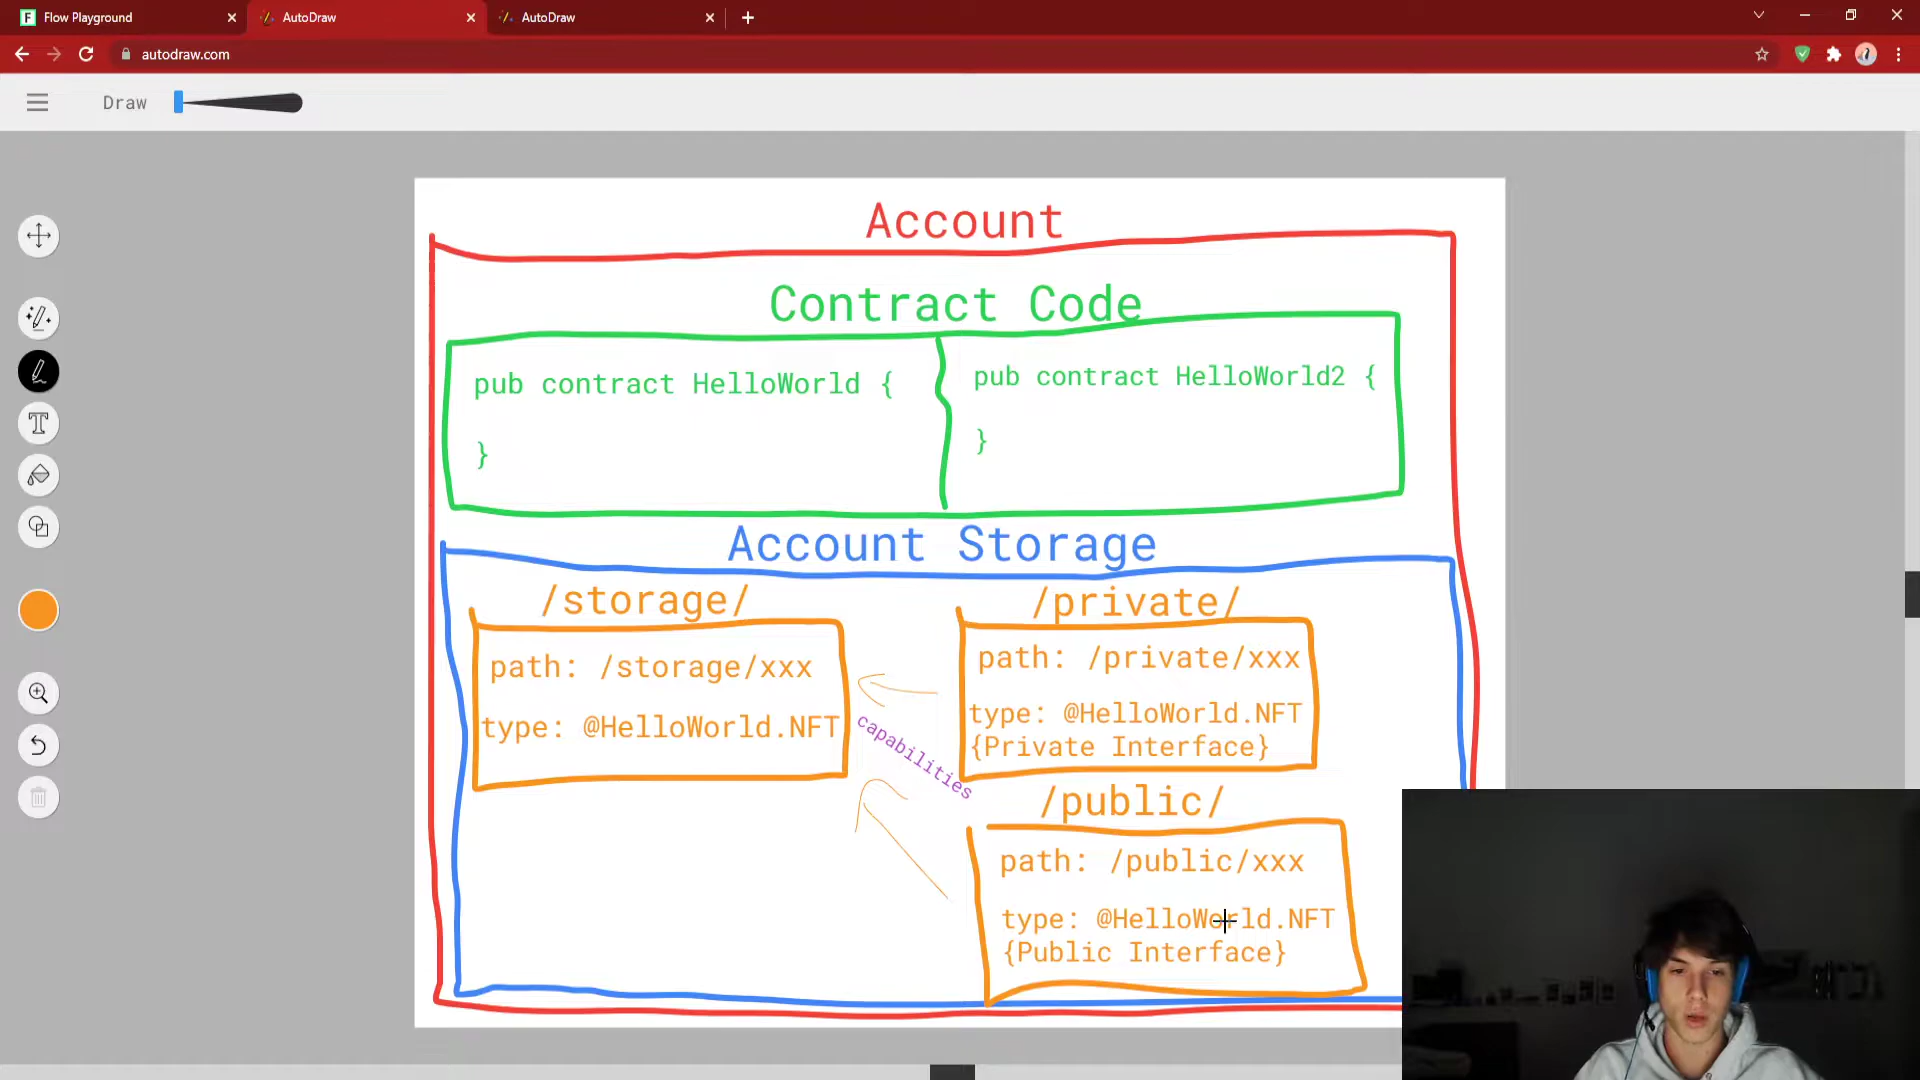 Flow Playground
AutoDraw
AutoDraw
autodraw.com
Draw
Account
Contract Code
pub contract HelloWorld {
}
pub contract HelloWorld2 {
}
Account Storage
/storage/
path: /storage/xxx
type: @HelloWorld.NFT
capabilities
/private/
path: /private/xxx
type: @HelloWorld.NFT
{Private Interface}
/public/
path: /public/xxx
type: @HelloWorld.NFT
{Public Interface}